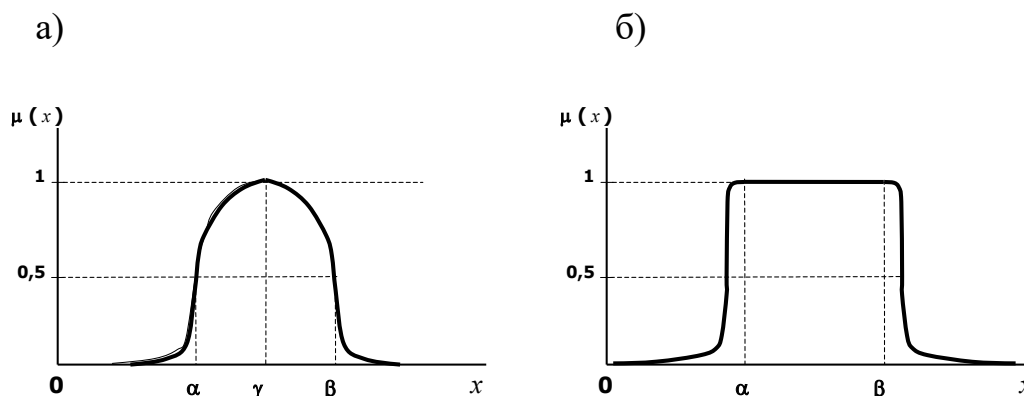 а) б)
μ ( x ) μ ( x )
1 1
0,5 0,5
0 α γ β x 0 α β x